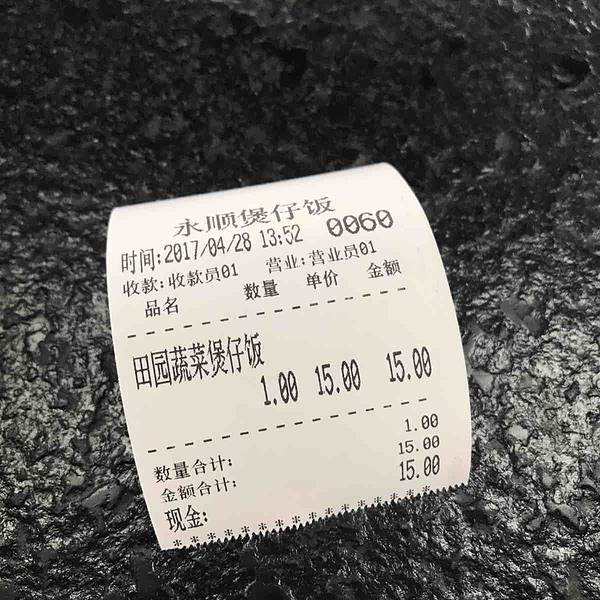 永顺煲仔饭
时间:2017/04/28 13:52 0060
收款:收款员01 营业:营业员01
品名 数量 单价 金额
--------------------------------
田园蔬菜煲仔饭
1.00 15.00 15.00
--------------------------------
数量合计: 1.00
金额合计: 15.00
现金: 15.00
********************************